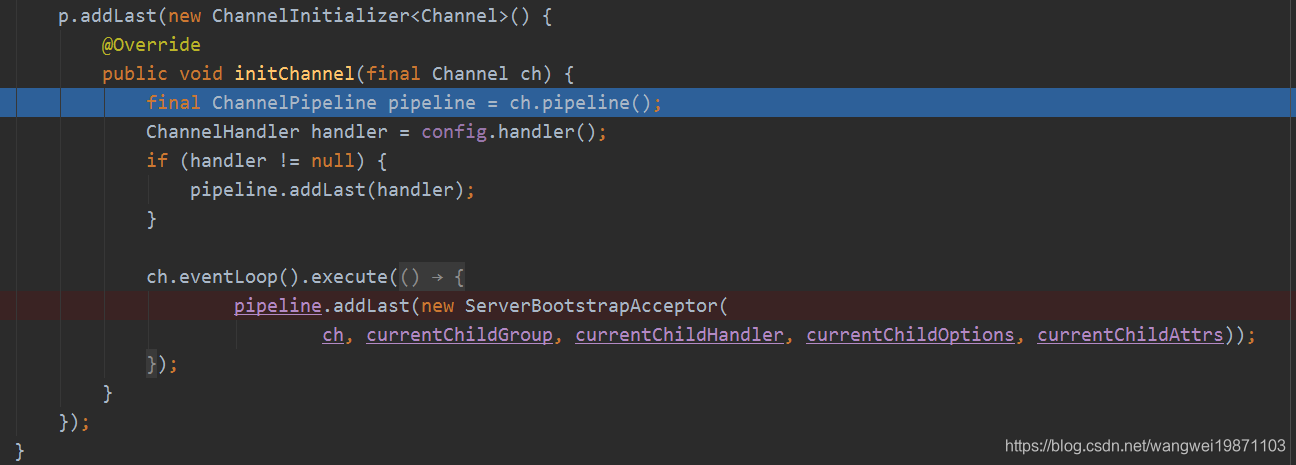 p.addLast(new ChannelInitializer<Channel>() {
@Override
public void initChannel(final Channel ch) {
final ChannelPipeline pipeline = ch.pipeline();
ChannelHandler handler = config.handler();
if (handler != null) {
pipeline.addLast(handler);
}
ch.eventLoop().execute(() → {
pipeline.addLast(new ServerBootstrapAcceptor(
ch, currentChildGroup, currentChildHandler, currentChildOptions, currentChildAttrs));
});
}
});
}
https://blog.csdn.net/wangwei19871103